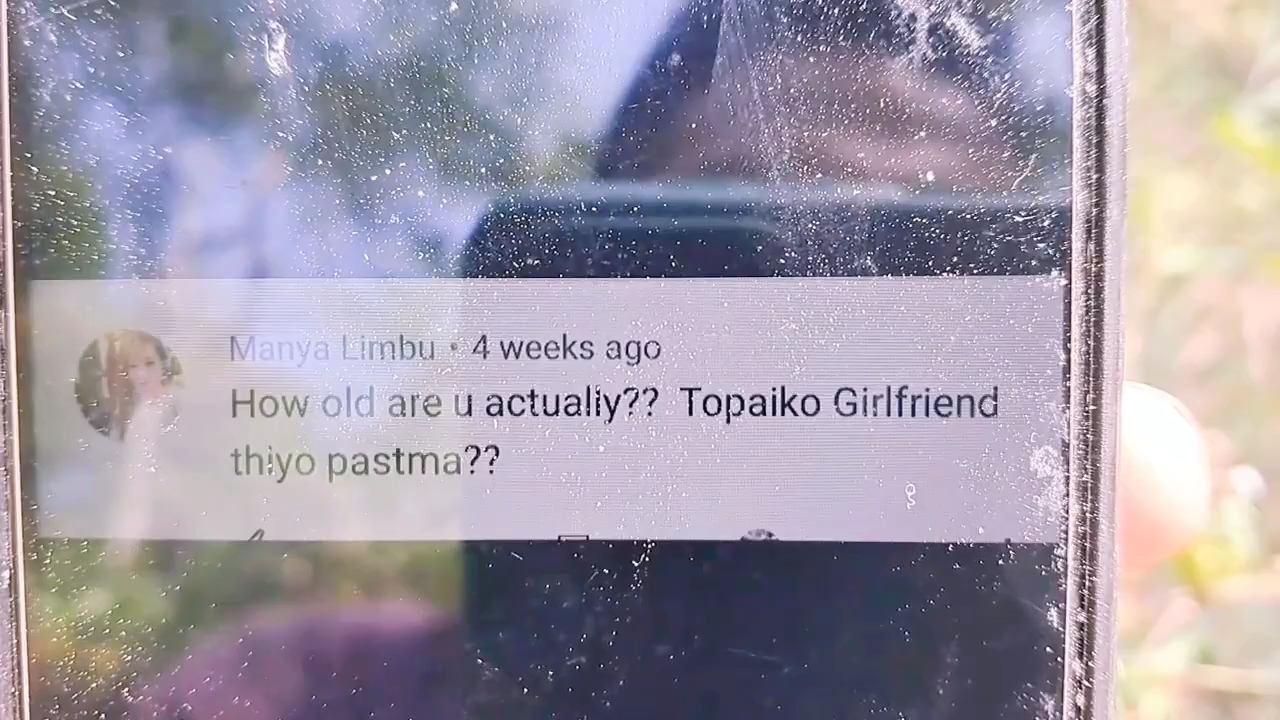 Manya Limbu • 4 weeks ago
How old are u actually?? Topaiko Girlfriend
thiyo pastma??